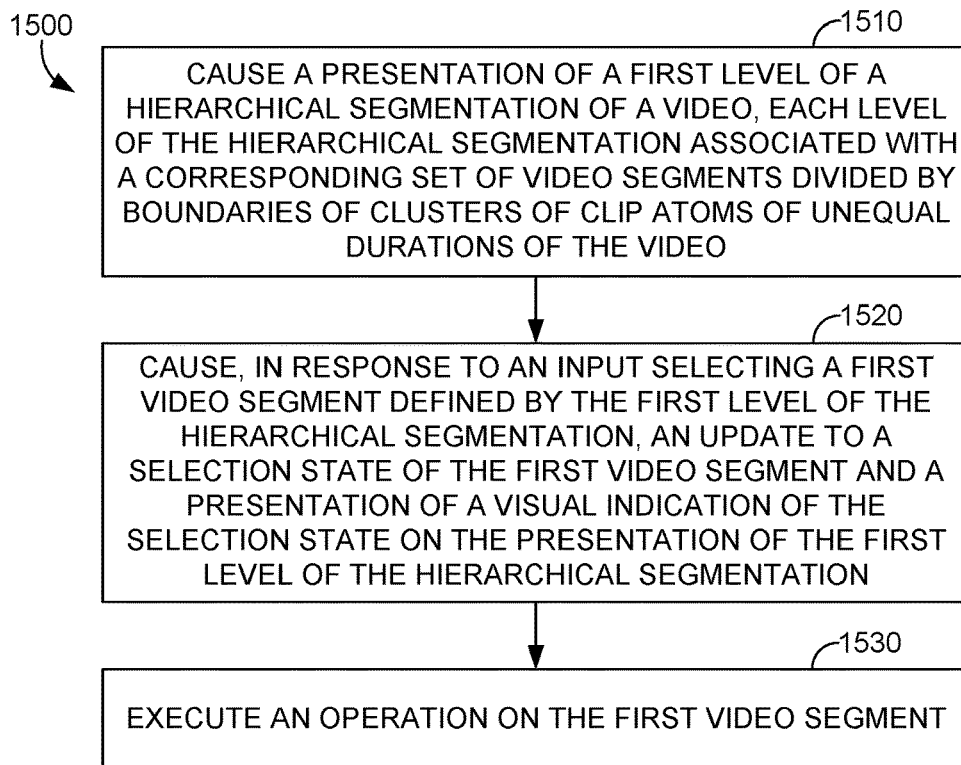 1500
1510
CAUSE A PRESENTATION OF A FIRST LEVEL OF A
HIERARCHICAL SEGMENTATION OF A VIDEO, EACH LEVEL
OF THE HIERARCHICAL SEGMENTATION ASSOCIATED WITH
A CORRESPONDING SET OF VIDEO SEGMENTS DIVIDED BY
BOUNDARIES OF CLUSTERS OF CLIP ATOMS OF UNEQUAL
DURATIONS OF THE VIDEO
1520
CAUSE, IN RESPONSE TO AN INPUT SELECTING A FIRST
VIDEO SEGMENT DEFINED BY THE FIRST LEVEL OF THE
HIERARCHICAL SEGMENTATION, AN UPDATE TO A
SELECTION STATE OF THE FIRST VIDEO SEGMENT AND A
PRESENTATION OF A VISUAL INDICATION OF THE
SELECTION STATE ON THE PRESENTATION OF THE FIRST
LEVEL OF THE HIERARCHICAL SEGMENTATION
1530
EXECUTE AN OPERATION ON THE FIRST VIDEO SEGMENT